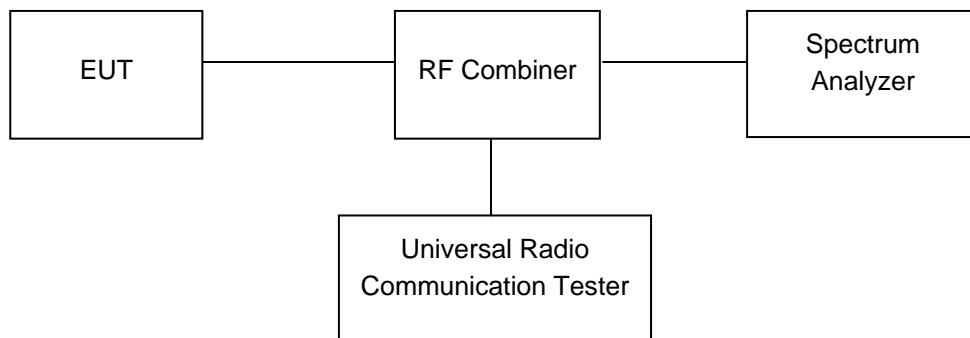 EUT
RF Combiner
Spectrum
Analyzer
Universal Radio
Communication Tester